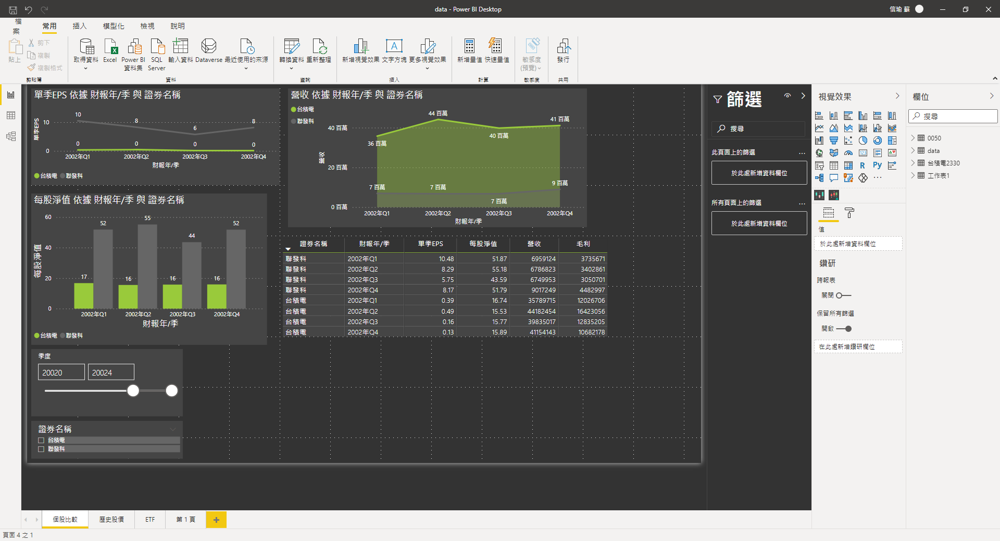 data - Power BI Desktop
信瑜 蘇
檔案
常用
插入
模型化
檢視
說明
貼上
剪下
複製
複製格式
剪貼簿
取得資料
Excel
Power BI 資料集
SQL Server
輸入資料
Dataverse
最近使用的來源
資料
轉換資料
重新整理
查詢
新增視覺效果
文字方塊
更多視覺效果
插入
新增量值
快速量值
計算
敏感度 (預覽)
敏感度
發行
共用
單季EPS 依據 財報年/季 與 證券名稱
單季EPS
10
0
10
8
6
8
0
0
0
0
2002年Q1
2002年Q2
2002年Q3
2002年Q4
財報年/季
台積電
聯發科
營收 依據 財報年/季 與 證券名稱
台積電
聯發科
營收
40 百萬
20 百萬
0 百萬
36 百萬
44 百萬
40 百萬
41 百萬
7 百萬
7 百萬
7 百萬
9 百萬
2002年Q1
2002年Q2
2002年Q3
2002年Q4
財報年/季
每股淨值 依據 財報年/季 與 證券名稱
每股淨值
60
40
20
0
17
52
16
55
16
44
16
52
2002年Q1
2002年Q2
2002年Q3
2002年Q4
財報年/季
台積電
聯發科
證券名稱 財報年/季 單季EPS 每股淨值 營收 毛利
聯發科 2002年Q1 10.48 51.87 6959124 3735671
聯發科 2002年Q2 8.29 55.18 6786823 3402861
聯發科 2002年Q3 5.75 43.59 6749953 3050701
聯發科 2002年Q4 8.17 51.79 9017249 4482997
台積電 2002年Q1 0.39 16.74 35789715 12026706
台積電 2002年Q2 0.49 15.53 44182454 16423056
台積電 2002年Q3 0.16 15.77 39835017 12835205
台積電 2002年Q4 0.13 15.89 41154143 10682178
季度
20020
20024
證券名稱
台積電
聯發科
篩選
搜尋
此頁面上的篩選
...
於此處新增資料欄位
所有頁面上的篩選
...
於此處新增資料欄位
視覺效果
123
R
Py
...
值
於此處新增資料欄位
鑽研
跨報表
關閉
保留所有篩選
開啟
在此處新增鑽研欄位
欄位
搜尋
0050
data
台積電2330
工作表1
個股比較
歷史股價
ETF
第 1 頁
頁面 4 之 1